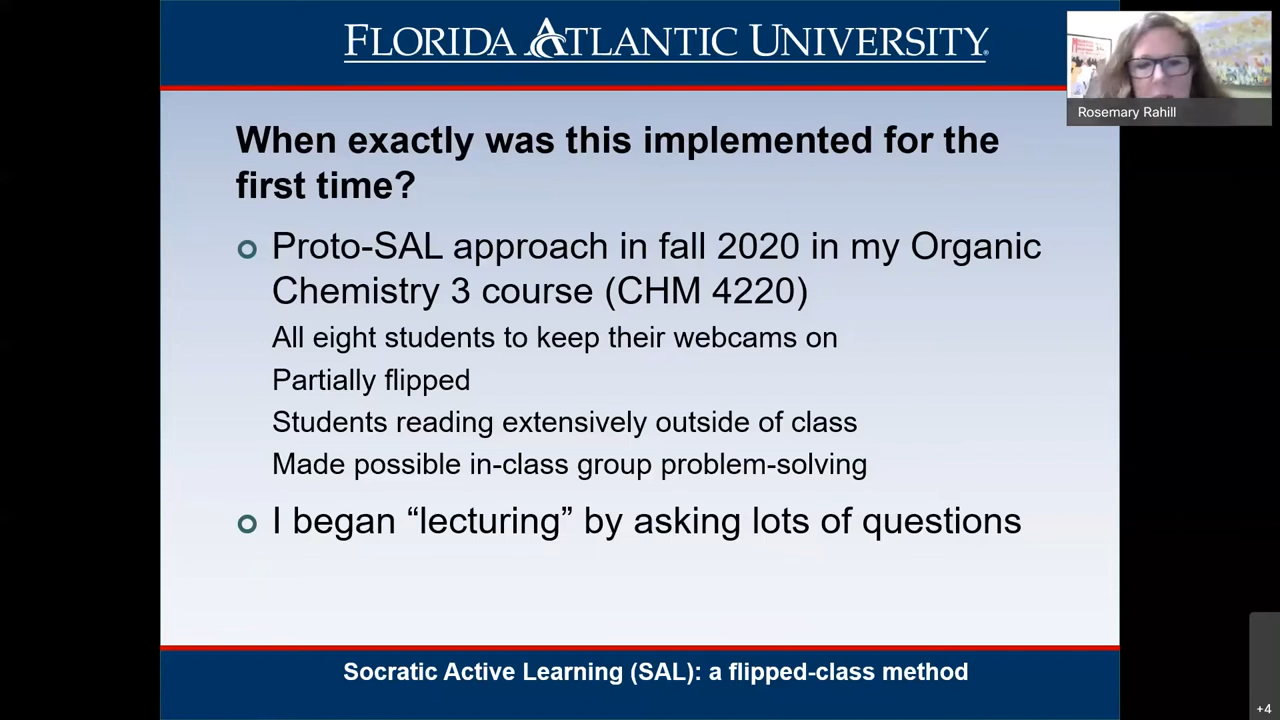 FLORIDA ATLANTIC UNIVERSITY®
Rosemary Rahill
When exactly was this implemented for the
first time?
Proto-SAL approach in fall 2020 in my Organic
Chemistry 3 course (CHM 4220)
All eight students to keep their webcams on
Partially flipped
Students reading extensively outside of class
Made possible in-class group problem-solving
I began “lecturing” by asking lots of questions
Socratic Active Learning (SAL): a flipped-class method
+4